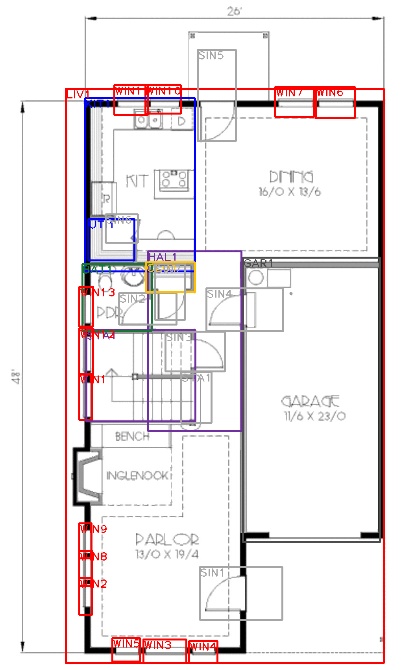 26'
SIN5
LIV1
WIN10
WIN7
WIN6
KIT
DINING
16/0 X 13/6
R
UT1
HAL1
GAR1
WIN13
SIN2
SIN4
PDR
SIN3
WIN1
48'
GARAGE
11/6 X 23/0
BENCH
INGLENOOK
WIN9
PARLOR
13/0 X 19/4
WIN8
WIN2
SIN1
WIN5
WIN3
WIN4